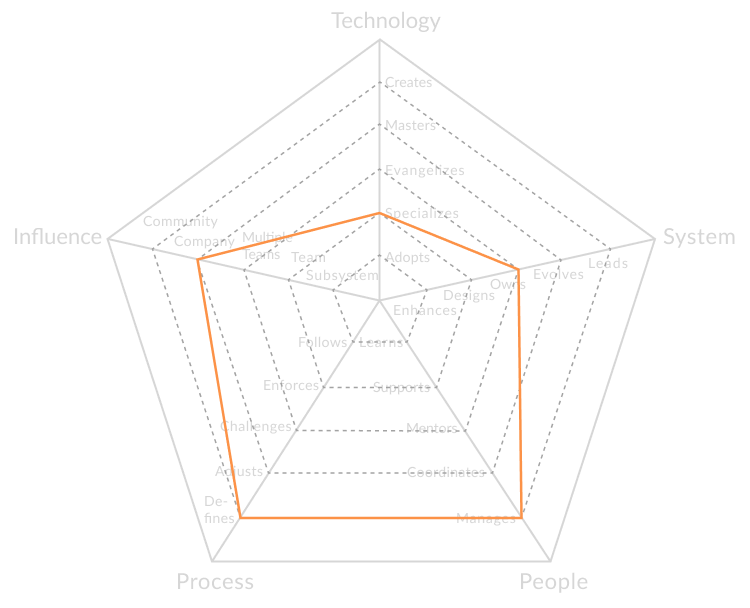 Technology
Creates
Masters
Evangelizes
Specializes
Adopts
Influence
Community
Company
Multiple
Teams
Team
Subsystem
System
Leads
Evolves
Owns
Designs
Enhances
Follows
Learns
Enforces
Supports
Challenges
Mentors
Adjusts
Coordinates
De-
fines
Manages
Process
People